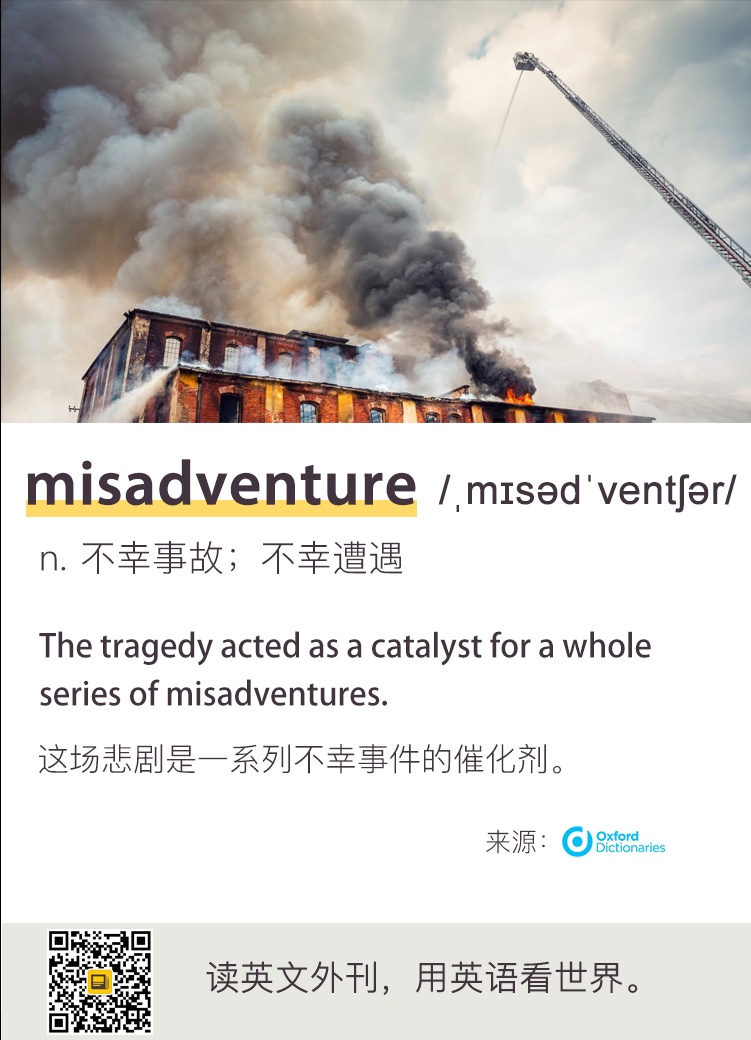 misadventure /ˌmɪsədˈventʃər/
n. 不幸事故；不幸遭遇
The tragedy acted as a catalyst for a whole
series of misadventures.
这场悲剧是一系列不幸事件的催化剂。
来源：Oxford
Dictionaries
读英文外刊，用英语看世界。